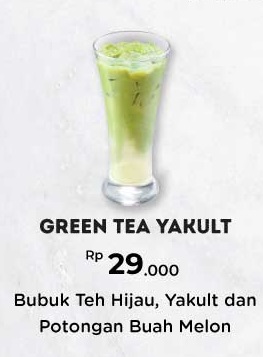 GREEN TEA YAKULT
Rp 29.000
Bubuk Teh Hijau, Yakult dan
Potongan Buah Melon